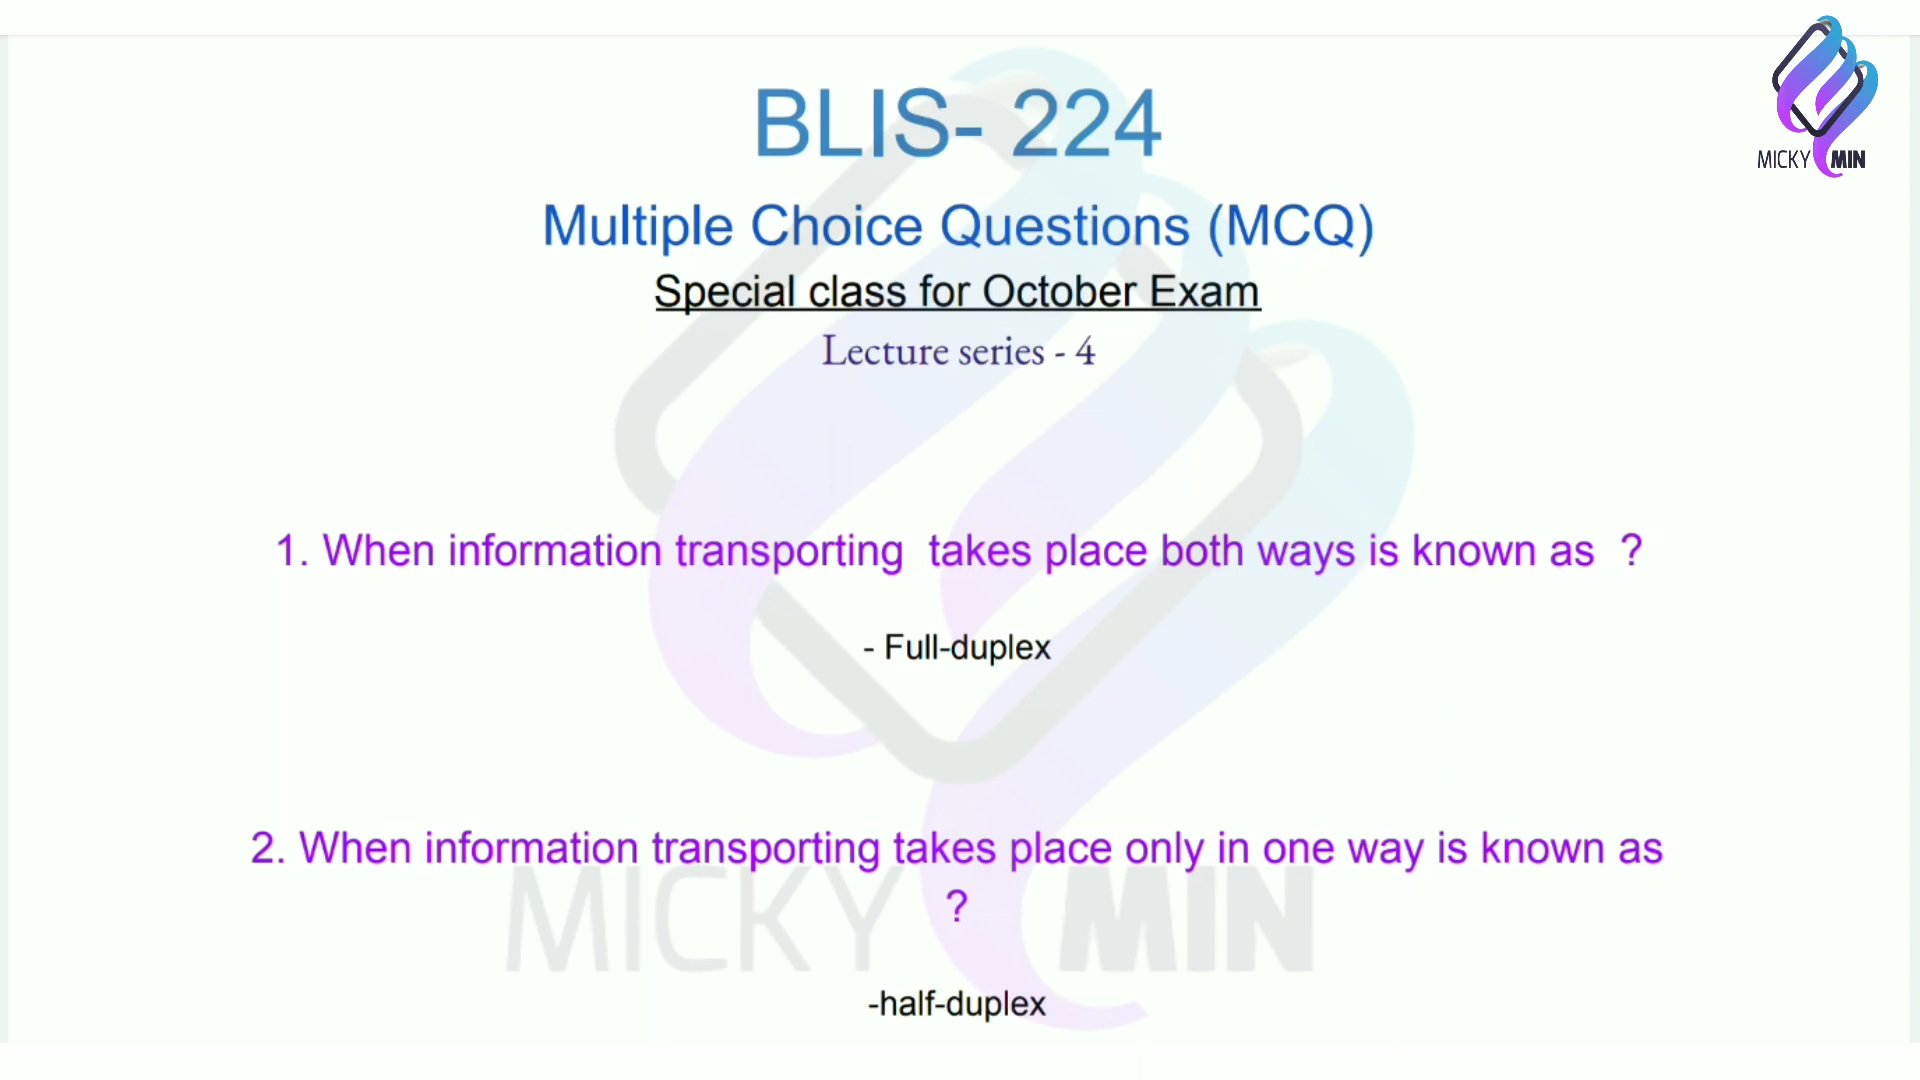 MICKY MIN
BLIS- 224
Multiple Choice Questions (MCQ)
Special class for October Exam
Lecture series - 4
1. When information transporting  takes place both ways is known as  ?
- Full-duplex
2. When information transporting takes place only in one way is known as
?
MICKY MIN
-half-duplex